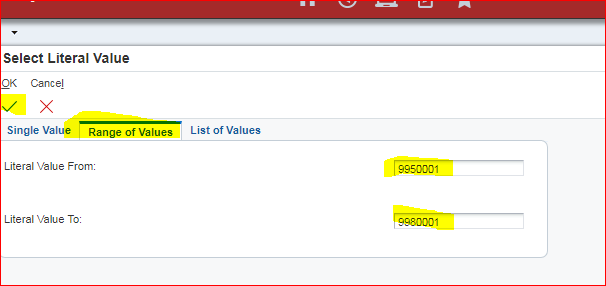 Select Literal Value
OK Cancel
Single Value Range of Values List of Values
Literal Value From: 9950001
Literal Value To: 9980001